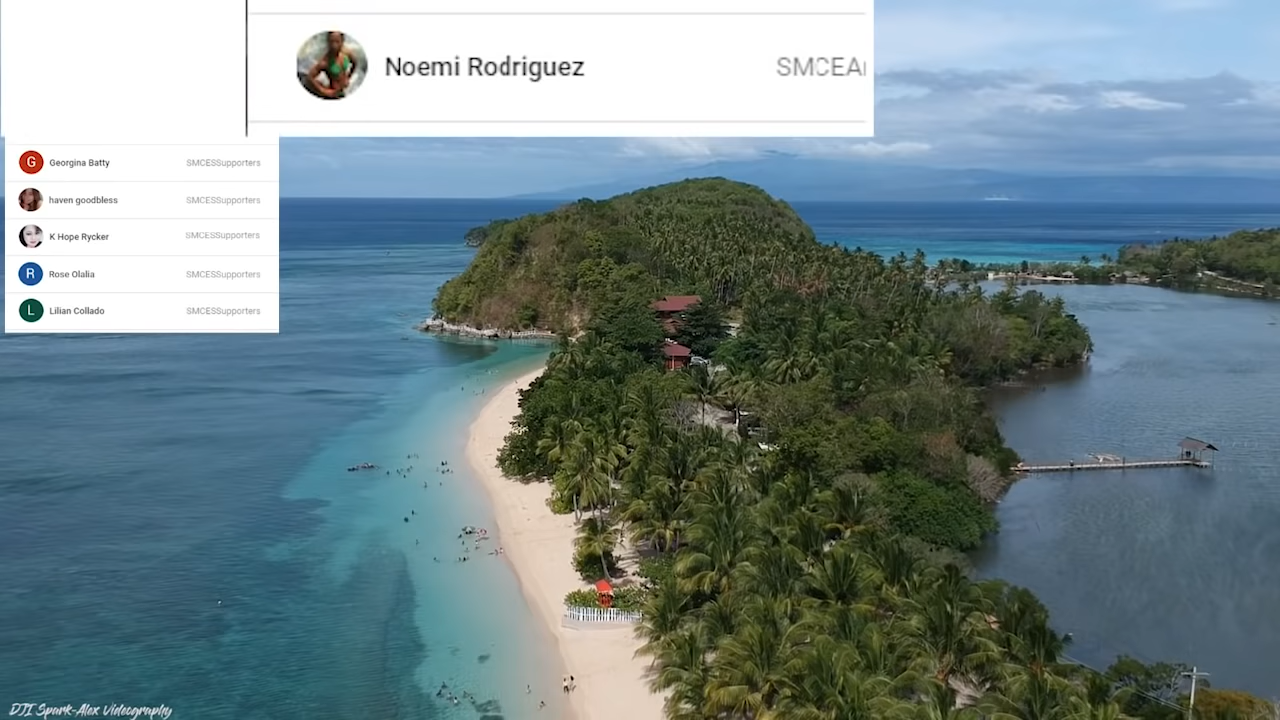 Noemi Rodriguez SMCEA
G Georgina Batty SMCESSupporters
haven goodbless SMCESSupporters
K Hope Rycker SMCESSupporters
R Rose Olalia SMCESSupporters
L Lilian Collado SMCESSupporters
DJI Spark-Alex Videography